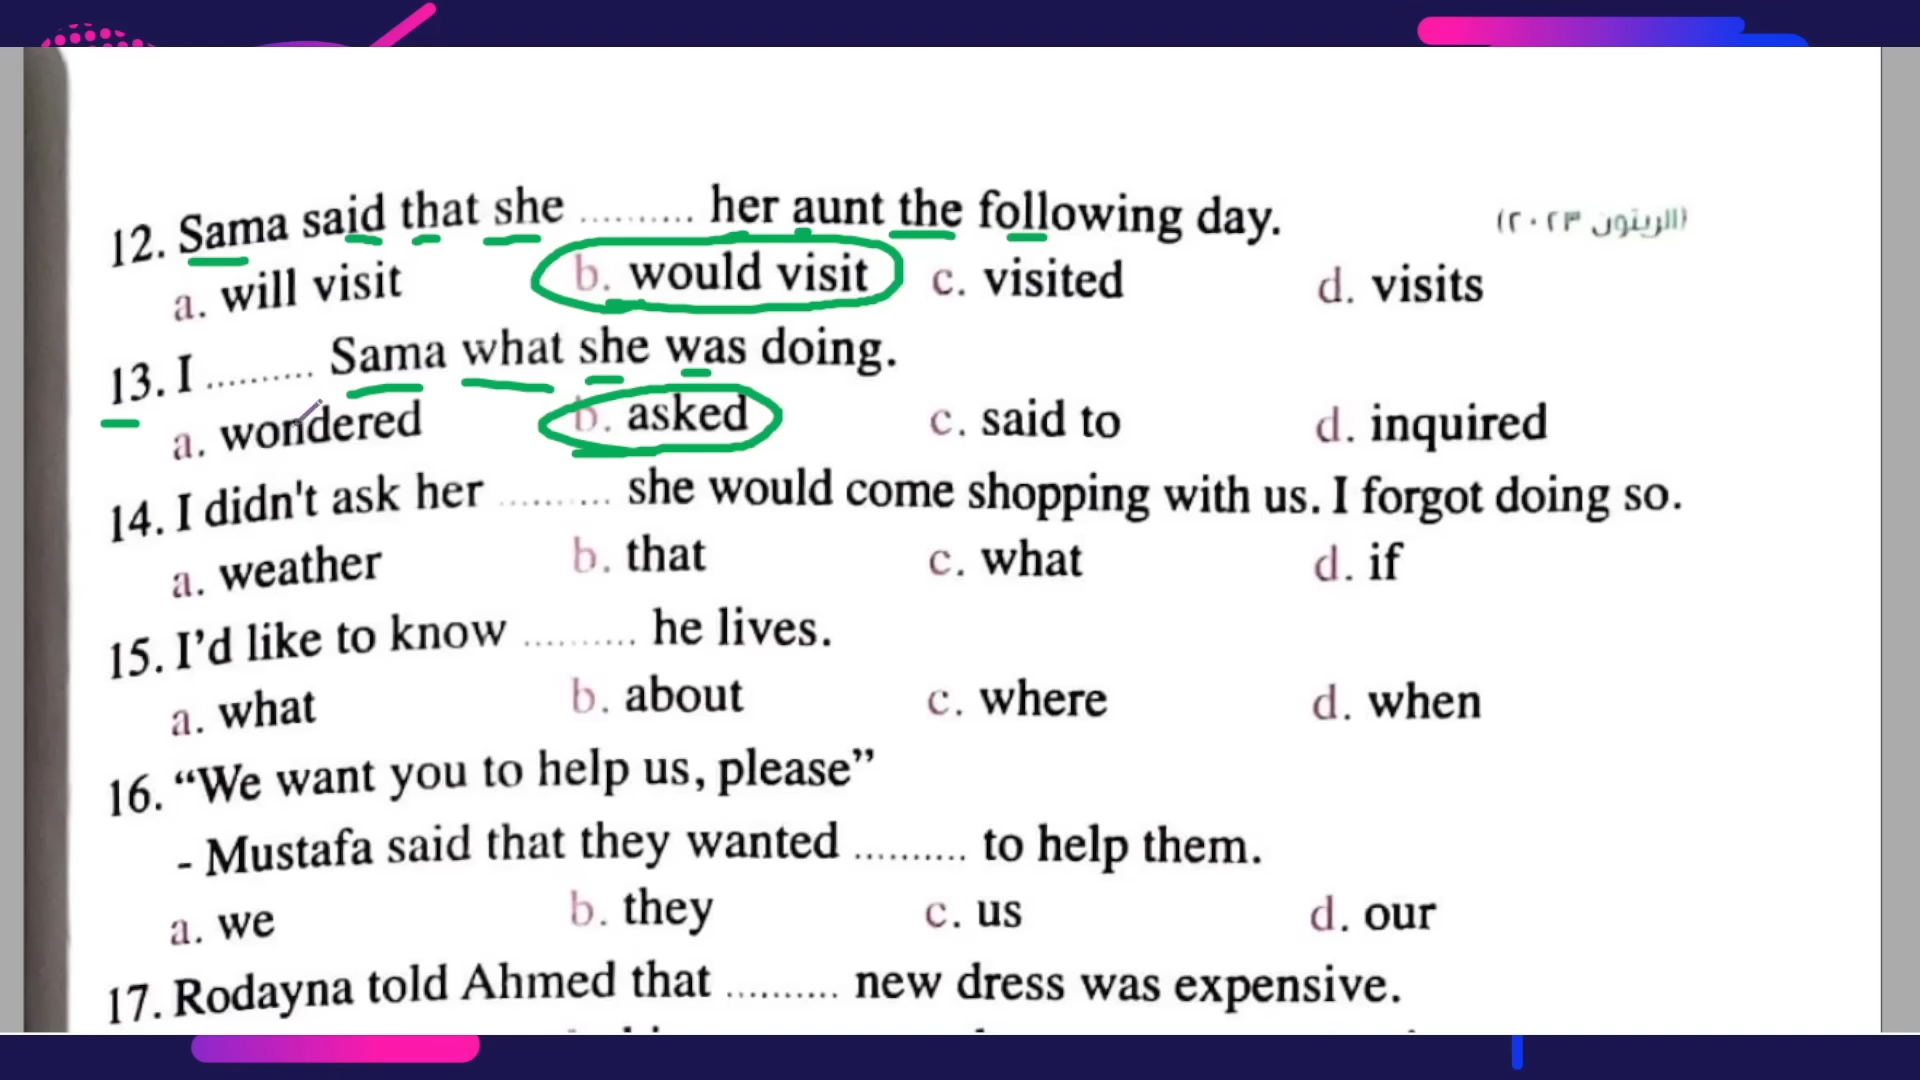 12. Sama said that she .......... her aunt the following day. (الزيتون ٢٠٢٣)
a. will visit b. would visit c. visited d. visits
13. I .......... Sama what she was doing.
a. wondered b. asked c. said to d. inquired
14. I didn't ask her .......... she would come shopping with us. I forgot doing so.
a. weather b. that c. what d. if
15. I'd like to know .......... he lives.
a. what b. about c. where d. when
16. “We want you to help us, please”
- Mustafa said that they wanted .......... to help them.
a. we b. they c. us d. our
17. Rodayna told Ahmed that .......... new dress was expensive.